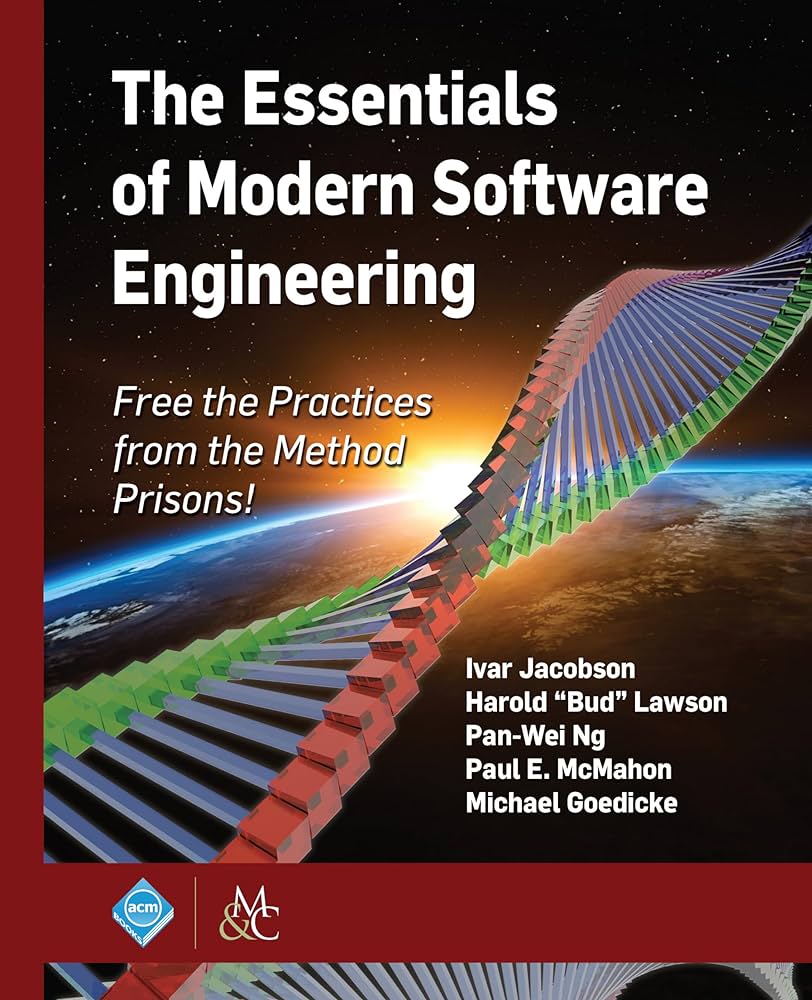 The Essentials
of Modern Software
Engineering
Free the Practices
from the Method
Prisons!
Ivar Jacobson
Harold “Bud” Lawson
Pan-Wei Ng
Paul E. McMahon
Michael Goedicke
acm
BOOKS
M
&C